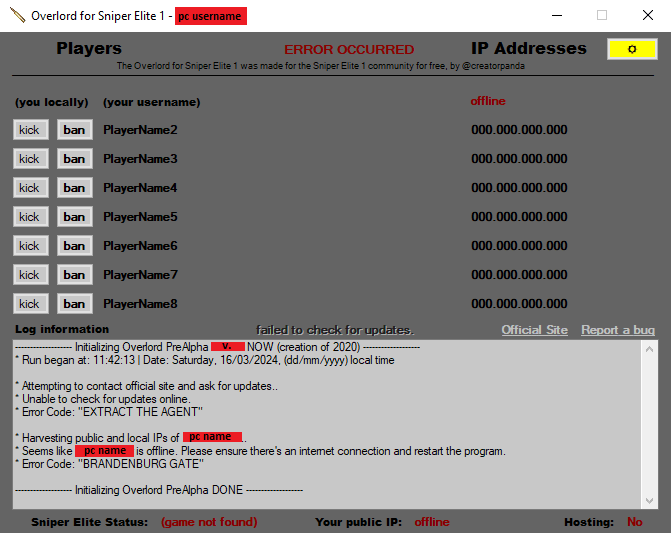 Overlord for Sniper Elite 1 - pc username
Players ERROR OCCURRED IP Addresses
The Overlord for Sniper Elite 1 was made for the Sniper Elite 1 community for free, by @creatorpanda
(you locally) (your username) offline
kick ban PlayerName2 000.000.000.000
kick ban PlayerName3 000.000.000.000
kick ban PlayerName4 000.000.000.000
kick ban PlayerName5 000.000.000.000
kick ban PlayerName6 000.000.000.000
kick ban PlayerName7 000.000.000.000
kick ban PlayerName8 000.000.000.000
Log information failed to check for updates. Official Site Report a bug
------------------- Initializing Overlord PreAlpha v. NOW (creation of 2020) -------------------
* Run began at: 11:42:13 | Date: Saturday, 16/03/2024, (dd/mm/yyyy) local time
* Attempting to contact official site and ask for updates..
* Unable to check for updates online.
* Error Code: "EXTRACT THE AGENT"
* Harvesting public and local IPs of pc name ..
* Seems like pc name is offline. Please ensure there's an internet connection and restart the program.
* Error Code: "BRANDENBURG GATE"
------------------- Initializing Overlord PreAlpha DONE -------------------
Sniper Elite Status: (game not found) Your public IP: offline Hosting: No